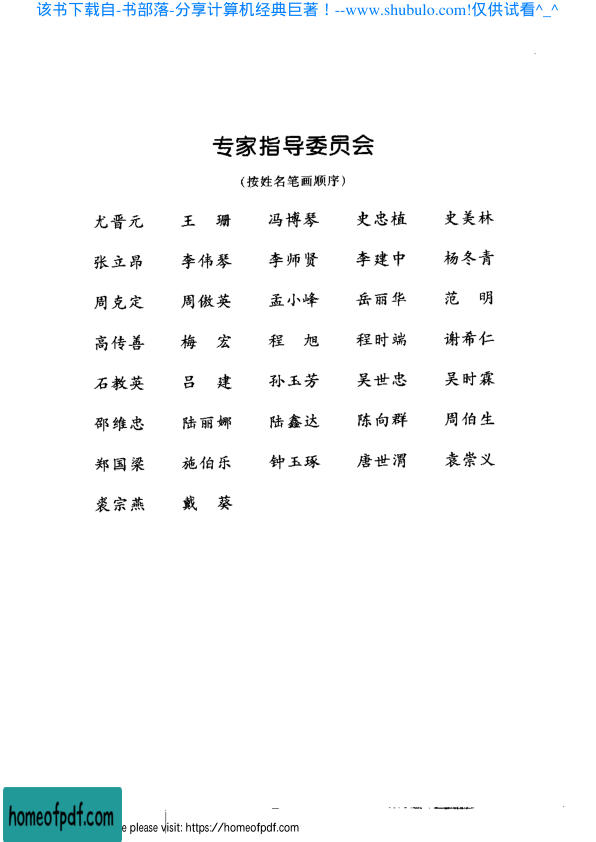 该书下载自-书部落-分享计算机经典巨著！--www.shubulo.com!仅供试看^_^
专家指导委员会
(按姓名笔画顺序)
尤晋元 王 珊 冯博琴 史忠植 史美林
张立昂 李伟琴 李师贤 李建中 杨冬青
周克定 周傲英 孟小峰 岳丽华 范 明
高传善 梅 宏 程 旭 程时端 谢希仁
石教英 吕 建 孙玉芳 吴世忠 吴时霖
邵维忠 陆丽娜 陆鑫达 陈向群 周伯生
郑国梁 施伯乐 钟玉琢 唐世渭 袁崇义
裘宗燕 戴 葵
homeofpdf.com
e please visit: https://homeofpdf.com